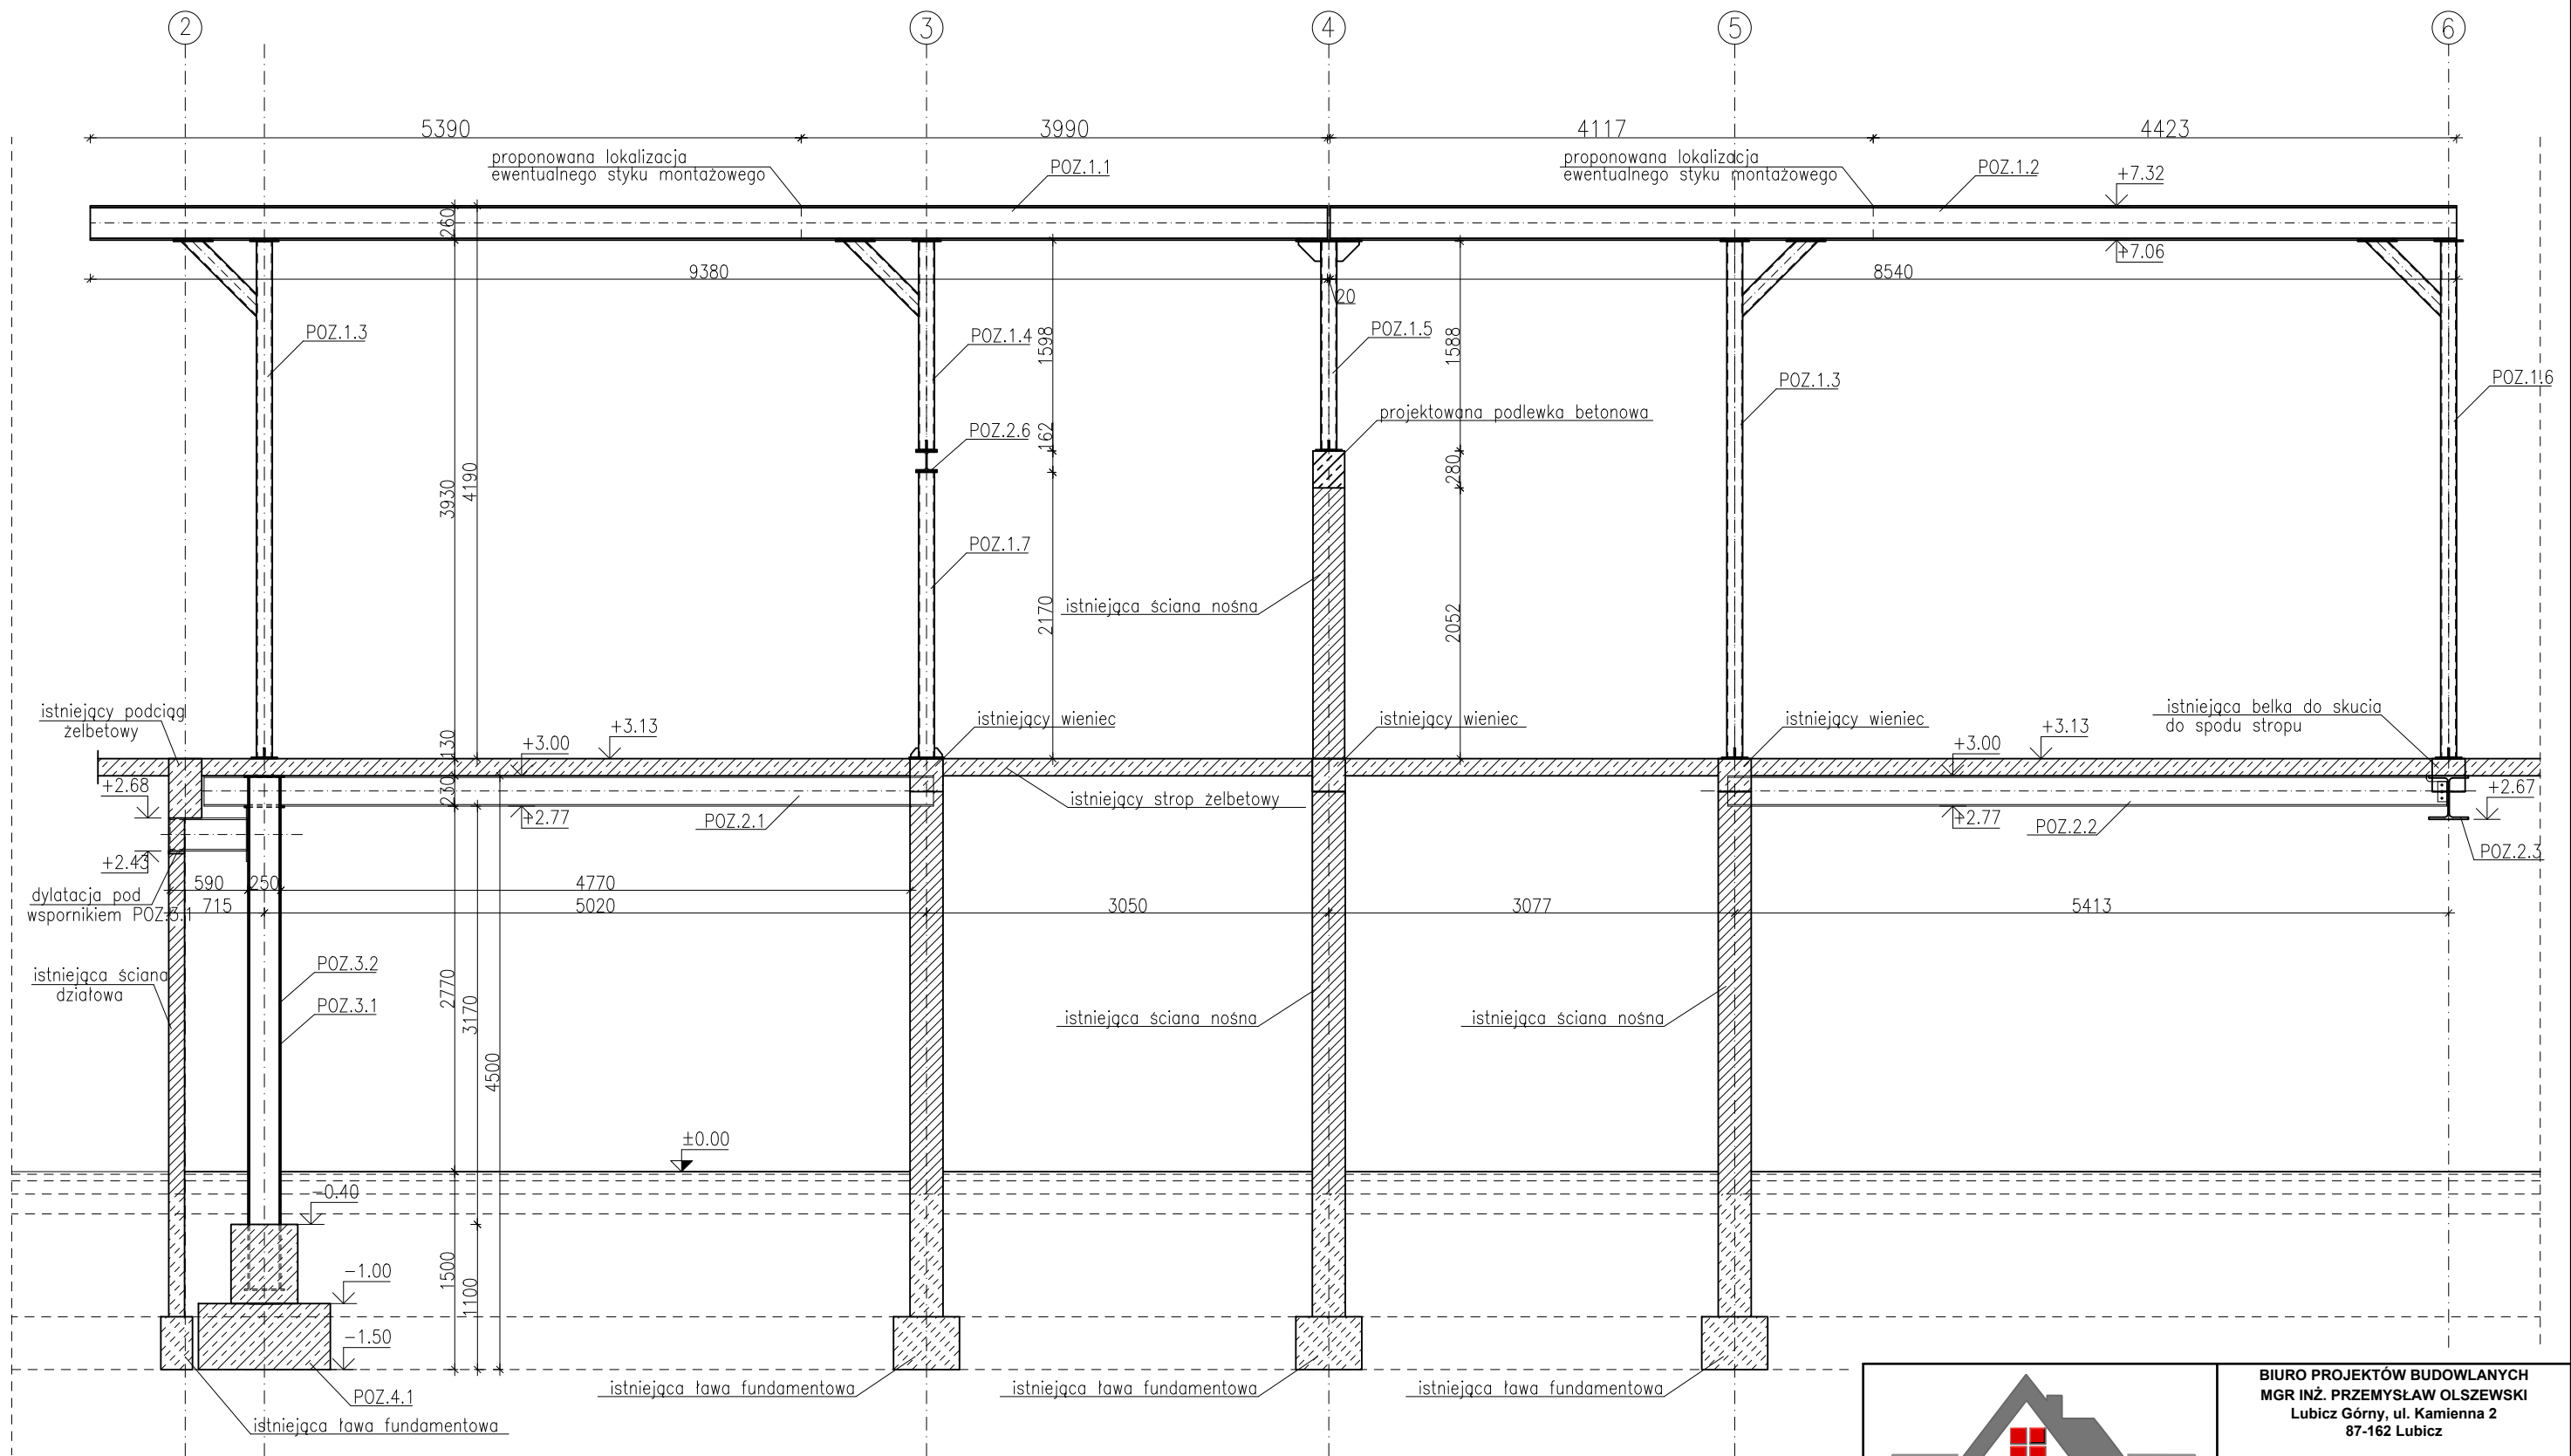 2
3
4
5
6
5390
3990
4117
4423
proponowana lokalizacja
ewentualnego styku montażowego
POZ.1.1
proponowana lokalizacja
ewentualnego styku montażowego
POZ.1.2
+7.32
260
+7.06
9380
8540
20
POZ.1.3
POZ.1.4
1598
POZ.1.5
1588
POZ.1.3
POZ.1.6
projektowana podlewka betonowa
POZ.2.6
162
280
3930
4190
POZ.1.7
2170
istniejąca ściana nośna
2052
istniejący podciąg
żelbetowy
130
+3.00
+3.13
istniejący wieniec
istniejący wieniec
istniejący wieniec
+3.00
+3.13
istniejąca belka do skucia
do spodu stropu
+2.68
230
+2.77
POZ.2.1
istniejący strop żelbetowy
+2.77
POZ.2.2
+2.67
POZ.2.3
+2.43
dylatacja pod
wspornikiem POZ.3.1
590
250
4770
715
5020
3050
3077
5413
istniejąca ściana
działowa
POZ.3.2
POZ.3.1
2770
3170
4500
istniejąca ściana nośna
istniejąca ściana nośna
±0.00
-0.40
-1.00
-1.50
1500
1100
POZ.4.1
istniejąca ława fundamentowa
istniejąca ława fundamentowa
istniejąca ława fundamentowa
istniejąca ława fundamentowa
BIURO PROJEKTÓW BUDOWLANYCH
MGR INŻ. PRZEMYSŁAW OLSZEWSKI
Lubicz Górny, ul. Kamienna 2
87-162 Lubicz